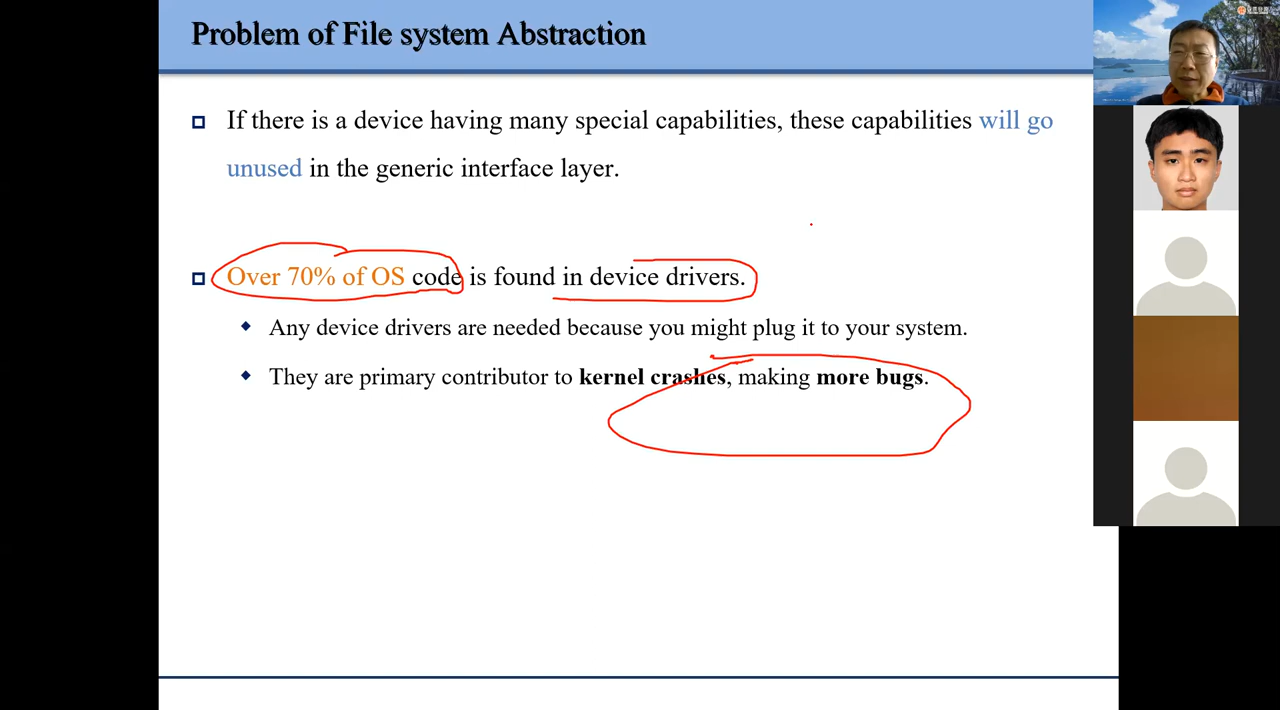 Problem of File system Abstraction
If there is a device having many special capabilities, these capabilities will go
unused in the generic interface layer.
Over 70% of OS code is found in device drivers.
Any device drivers are needed because you might plug it to your system.
They are primary contributor to kernel crashes, making more bugs.